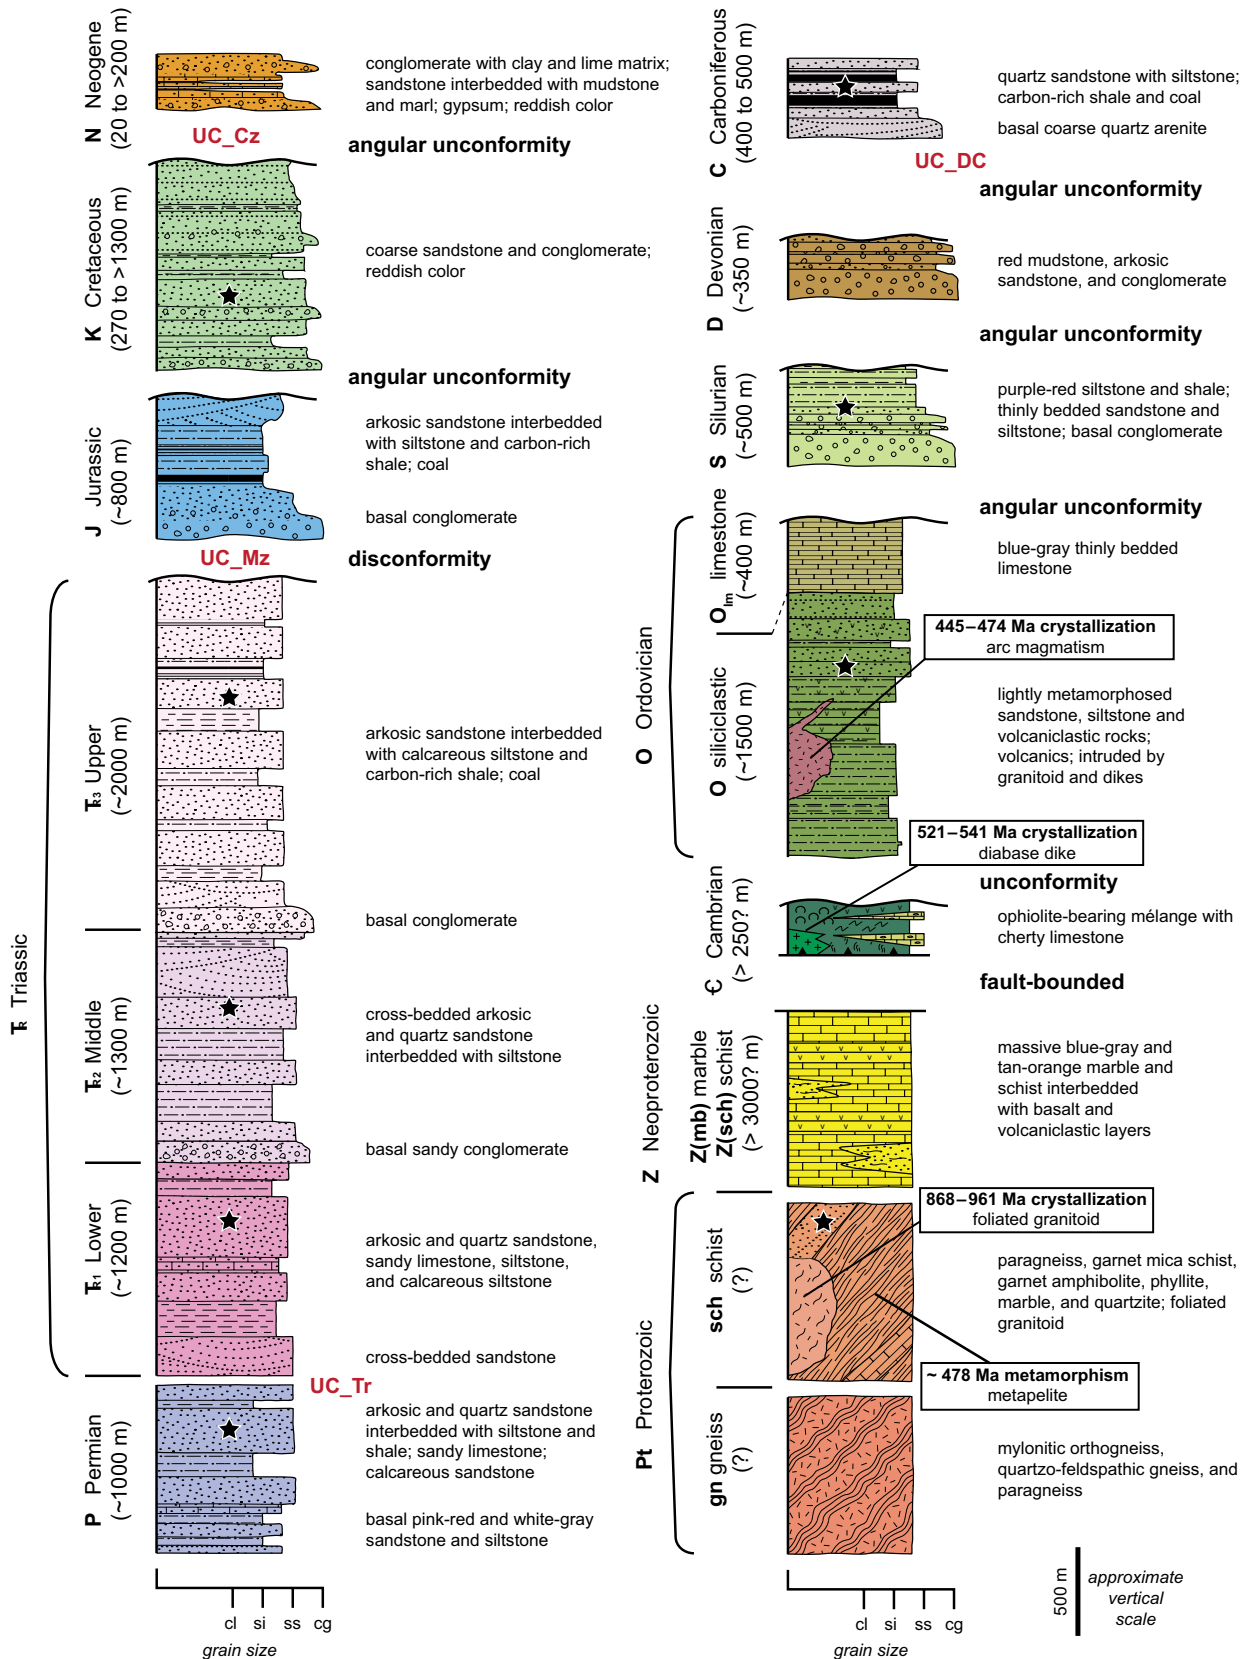 N Neogene
(20 to >200 m)
conglomerate with clay and lime matrix;
sandstone interbedded with mudstone
and marl; gypsum; reddish color
UC_Cz
angular unconformity
K Cretaceous
(270 to >1300 m)
coarse sandstone and conglomerate;
reddish color
angular unconformity
J Jurassic
(~800 m)
arkosic sandstone interbedded
with siltstone and carbon-rich
shale; coal
basal conglomerate
UC_Mz
disconformity
TR Triassic
TR3 Upper
(~2000 m)
arkosic sandstone interbedded
with calcareous siltstone and
carbon-rich shale; coal
basal conglomerate
TR2 Middle
(~1300 m)
cross-bedded arkosic
and quartz sandstone
interbedded with siltstone
basal sandy conglomerate
TR1 Lower
(~1200 m)
arkosic and quartz sandstone,
sandy limestone, siltstone,
and calcareous siltstone
cross-bedded sandstone
UC_Tr
P Permian
(~1000 m)
arkosic and quartz sandstone
interbedded with siltstone and
shale; sandy limestone;
calcareous sandstone
basal pink-red and white-gray
sandstone and siltstone
cl si ss cg
grain size
C Carboniferous
(400 to 500 m)
quartz sandstone with siltstone;
carbon-rich shale and coal
basal coarse quartz arenite
UC_DC
angular unconformity
D Devonian
(~350 m)
red mudstone, arkosic
sandstone, and conglomerate
angular unconformity
S Silurian
(~500 m)
purple-red siltstone and shale;
thinly bedded sandstone and
siltstone; basal conglomerate
angular unconformity
O Ordovician
Olm limestone
(~400 m)
blue-gray thinly bedded
limestone
445–474 Ma crystallization
arc magmatism
O siliciclastic
(~1500 m)
lightly metamorphosed
sandstone, siltstone and
volcaniclastic rocks;
volcanics; intruded by
granitoid and dikes
521–541 Ma crystallization
diabase dike
unconformity
Є Cambrian
(> 250? m)
ophiolite-bearing mélange with
cherty limestone
fault-bounded
Z Neoproterozoic
Z(mb) marble
Z(sch) schist
(> 3000? m)
massive blue-gray and
tan-orange marble and
schist interbedded
with basalt and
volcaniclastic layers
868–961 Ma crystallization
foliated granitoid
Pt Proterozoic
sch schist
(?)
paragneiss, garnet mica schist,
garnet amphibolite, phyllite,
marble, and quartzite; foliated
granitoid
~ 478 Ma metamorphism
metapelite
gn gneiss
(?)
mylonitic orthogneiss,
quartzo-feldspathic gneiss, and
paragneiss
cl si ss cg
grain size
500 m
approximate
vertical
scale